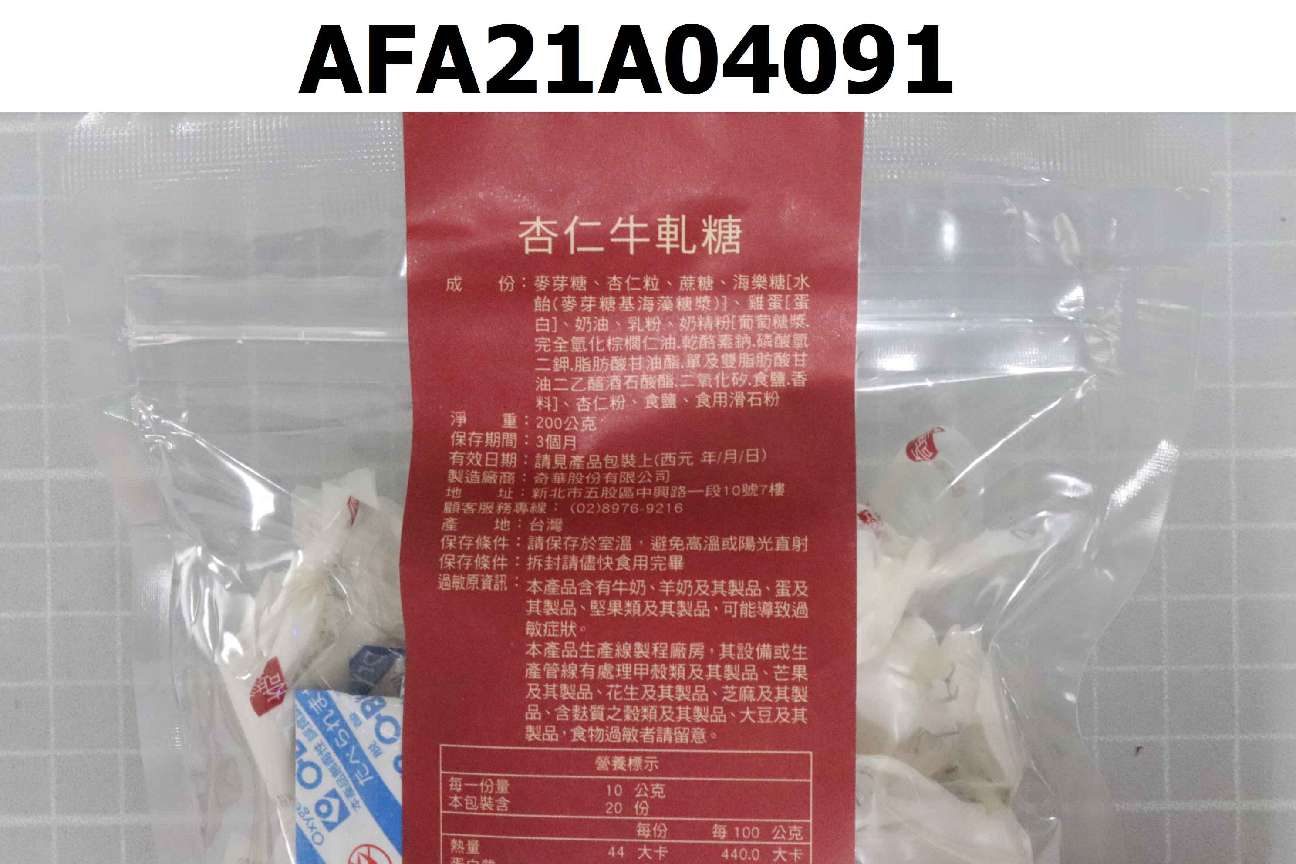 AFA21A04091
杏仁牛軋糖
成 份：麥芽糖、杏仁粒、蔗糖、海樂糖[水
飴(麥芽糖基海藻糖漿)]、雞蛋[蛋
白]、奶油、乳粉、奶精粉[葡萄糖漿.
完全氫化棕櫚仁油.乾酪素鈉.磷酸氫
二鉀.脂肪酸甘油酯.單及雙脂肪酸甘
油二乙醯酒石酸酯.二氧化矽.食鹽.香
料]、杏仁粉、食鹽、食用滑石粉
淨 重：200公克
保存期間：3個月
有效日期：請見產品包裝上(西元 年/月/日)
製造廠商：奇華股份有限公司
地 址：新北市五股區中興路一段10號7樓
顧客服務專線：(02)8976-9216
產 地：台灣
保存條件：請保存於室溫，避免高溫或陽光直射
保存條件：拆封請儘快食用完畢
過敏原資訊：本產品含有牛奶、羊奶及其製品、蛋及
其製品、堅果類及其製品，可能導致過
敏症狀。
本產品生產線製程廠房，其設備或生
產管線有處理甲殼類及其製品、芒果
及其製品、花生及其製品、芝麻及其製
品、含麩質之穀類及其製品、大豆及其
製品，食物過敏者請留意。
營養標示
每一份量 10 公克
本包裝含 20 份
每份 每 100 公克
熱量 44 大卡 440.0 大卡
たべられま